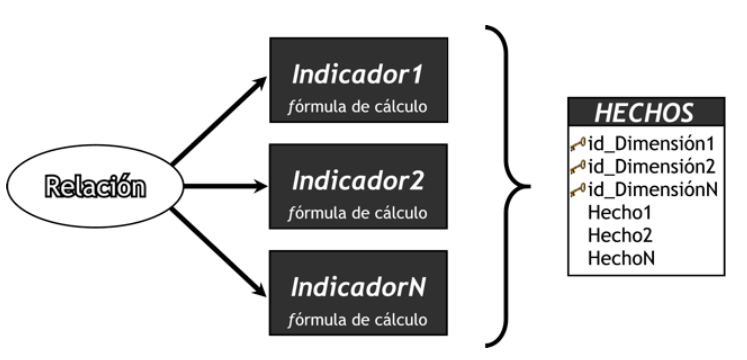 Relación
Indicador1
fórmula de cálculo
Indicador2
fórmula de cálculo
IndicadorN
fórmula de cálculo
HECHOS
id_Dimensión1
id_Dimensión2
id_DimensiónN
Hecho1
Hecho2
HechoN